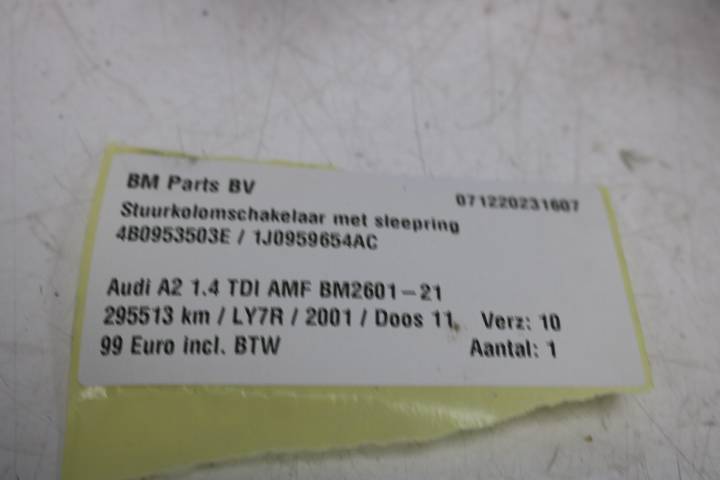 BM Parts BV 071220231607
Stuurkolomschakelaar met sleepring
4B0953503E / 1J0959654AC
Audi A2 1.4 TDI AMF BM2601-21
295513 km / LY7R / 2001 / Doos 11 Verz: 10
99 Euro incl. BTW Aantal: 1